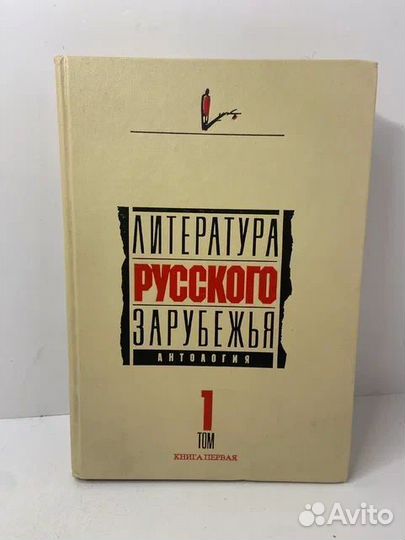 ЛИТЕРАТУРА
РУССКОГО
ЗАРУБЕЖЬЯ
АНТОЛОГИЯ
1
ТОМ
КНИГА ПЕРВАЯ
Avito